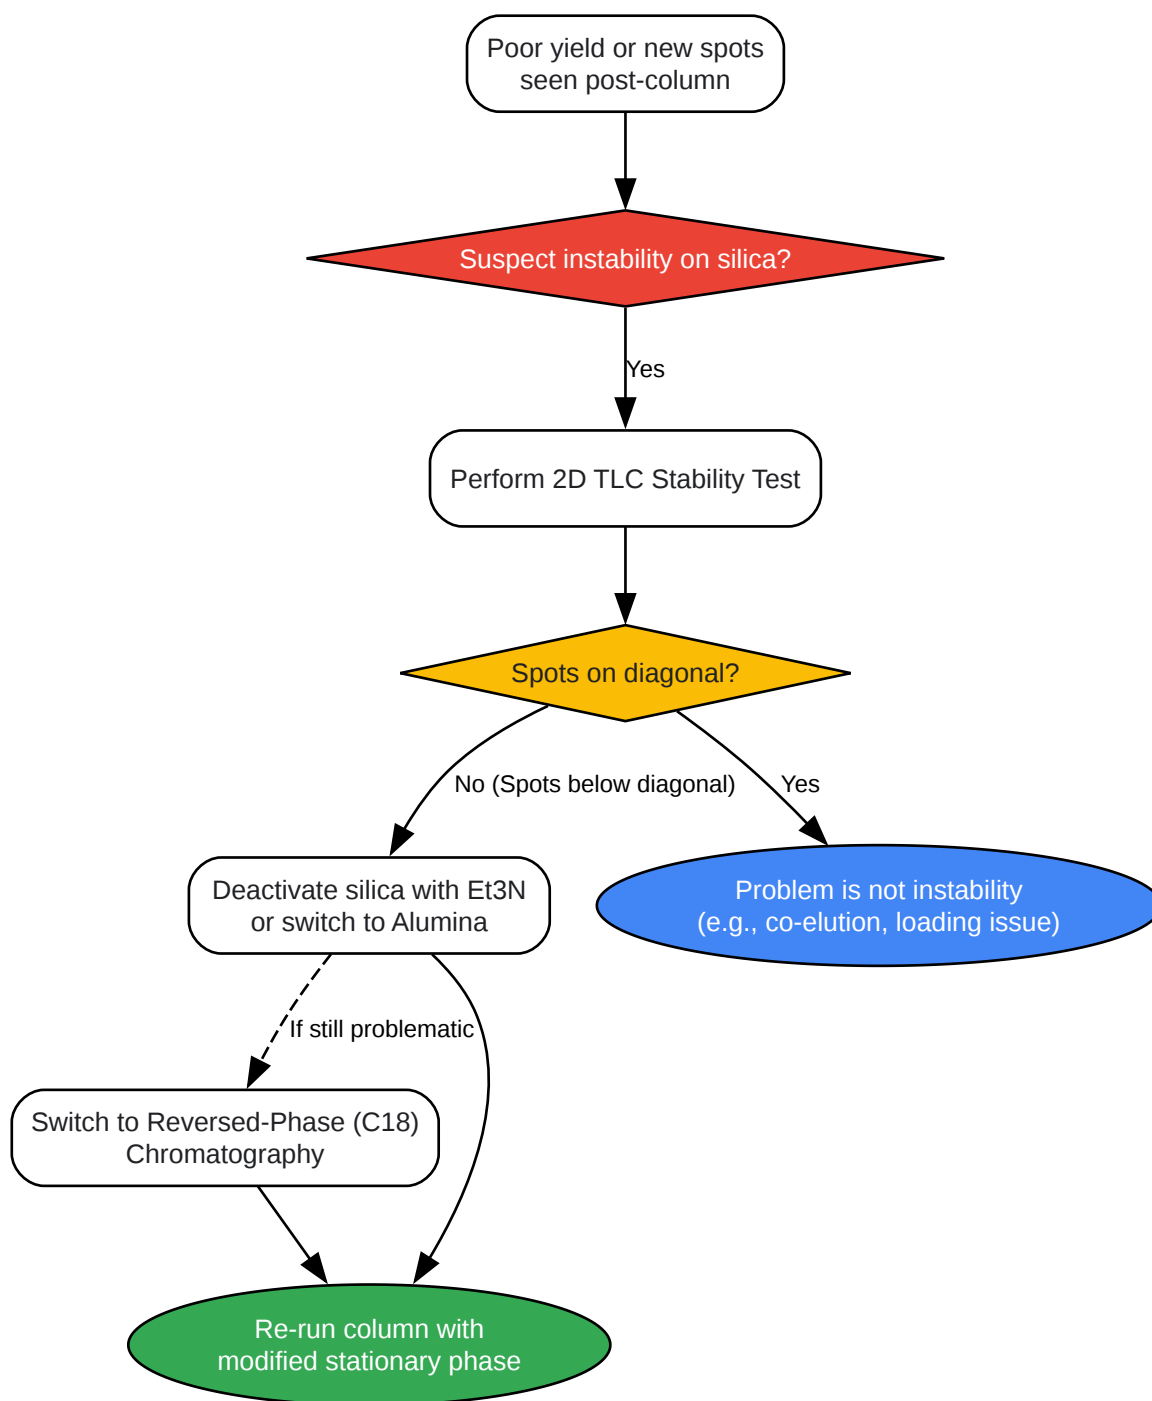 Poor yield or new spots
seen post-column
Suspect instability on silica?
Yes
Perform 2D TLC Stability Test
Spots on diagonal?
No (Spots below diagonal)
Yes
Deactivate silica with Et3N
or switch to Alumina
Problem is not instability
(e.g., co-elution, loading issue)
If still problematic
Switch to Reversed-Phase (C18)
Chromatography
Re-run column with
modified stationary phase